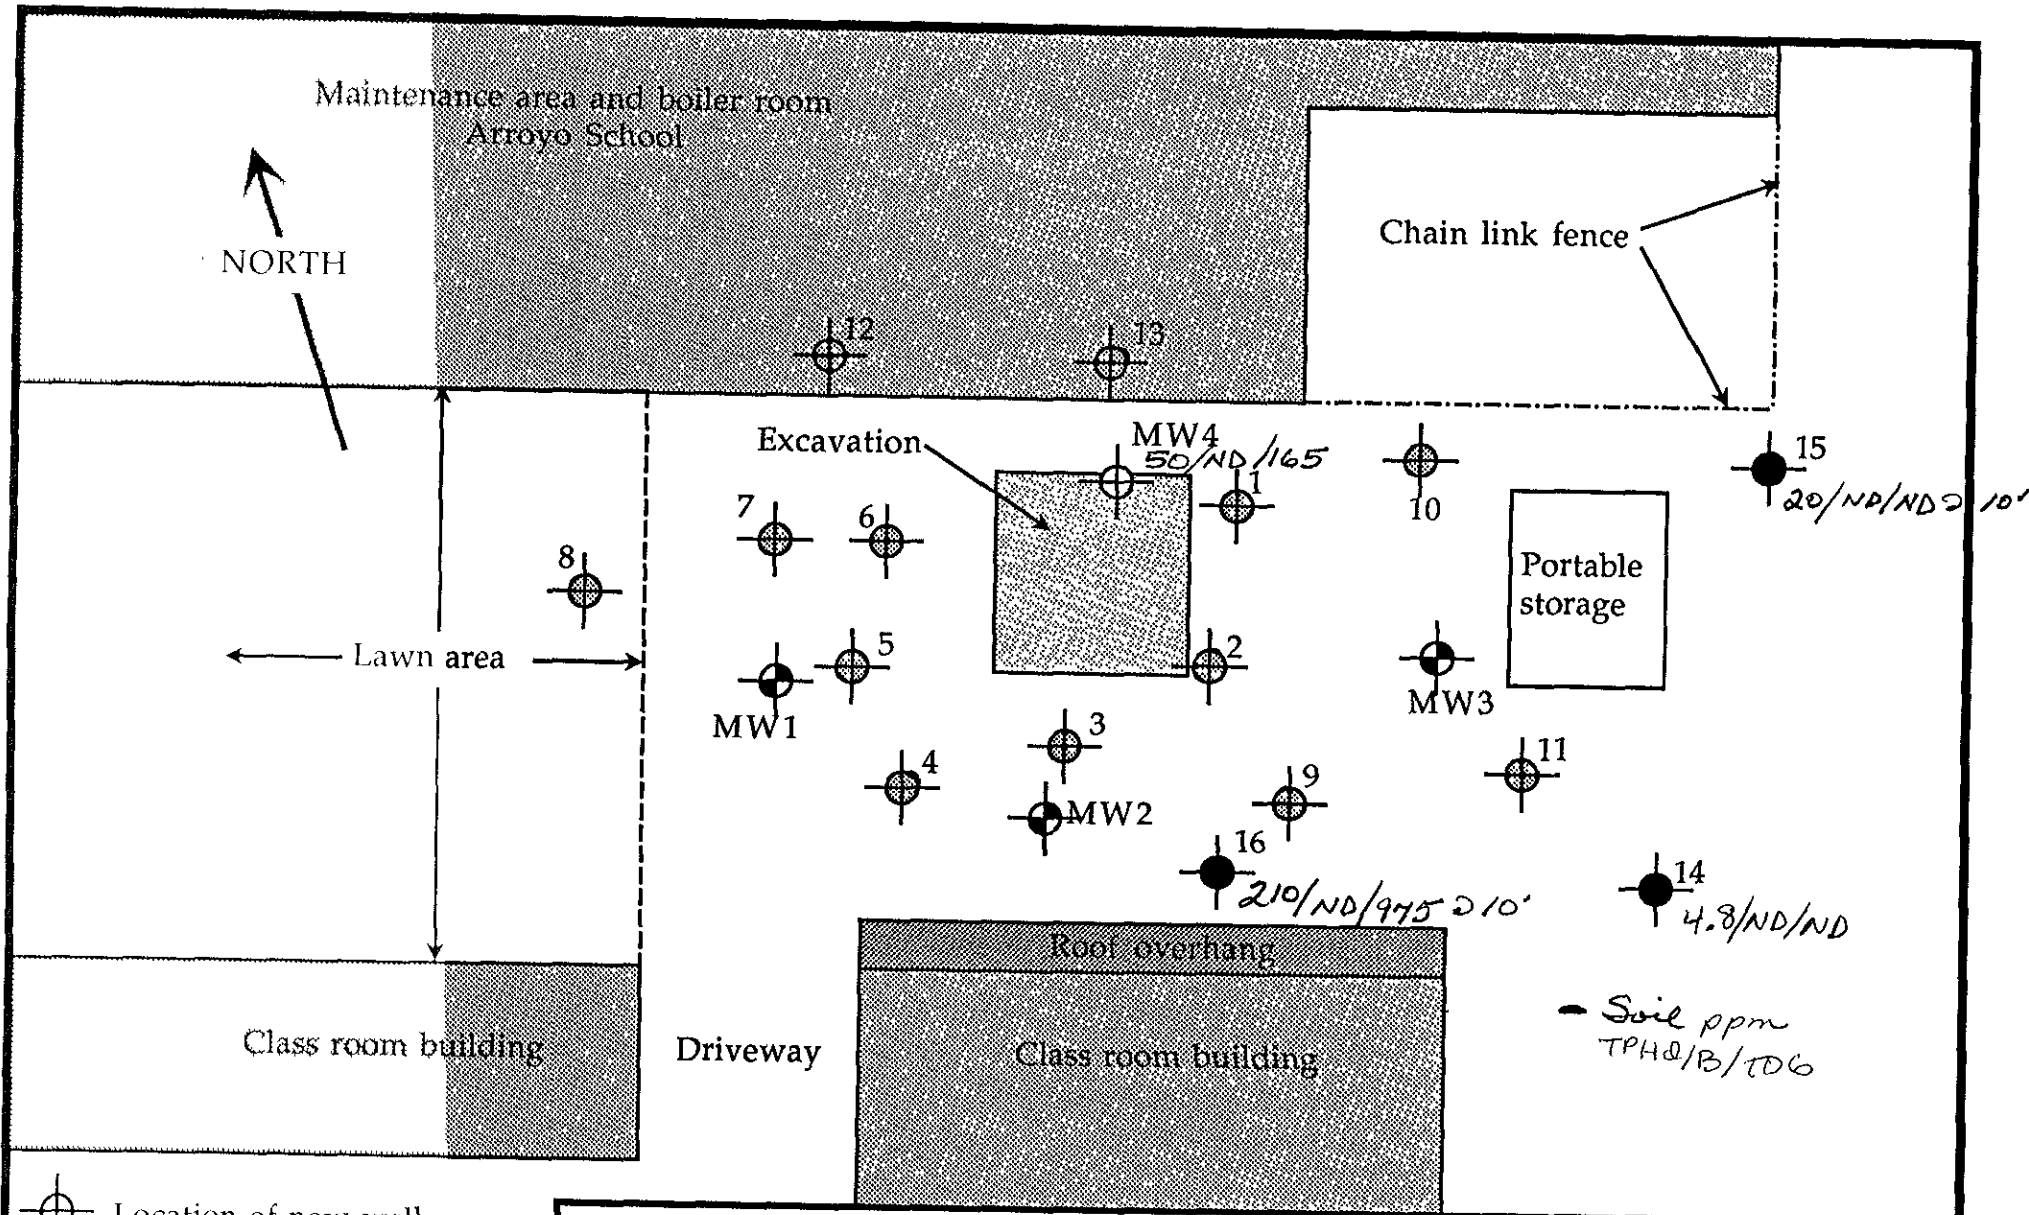 Maintenance area and boiler room
Arroyo School
NORTH
Chain link fence
12
13
Excavation
MW4
50/ND/165
1
10
15
20/ND/ND @ 10'
7
6
8
Portable
storage
Lawn area
5
2
MW1
MW3
3
4
MW2
9
11
16
210/ND/975 @ 10'
14
4.8/ND/ND
Roof overhang
Class room building
Driveway
Class room building
- Soil ppm
TPHd/B/TOG
Location of new well